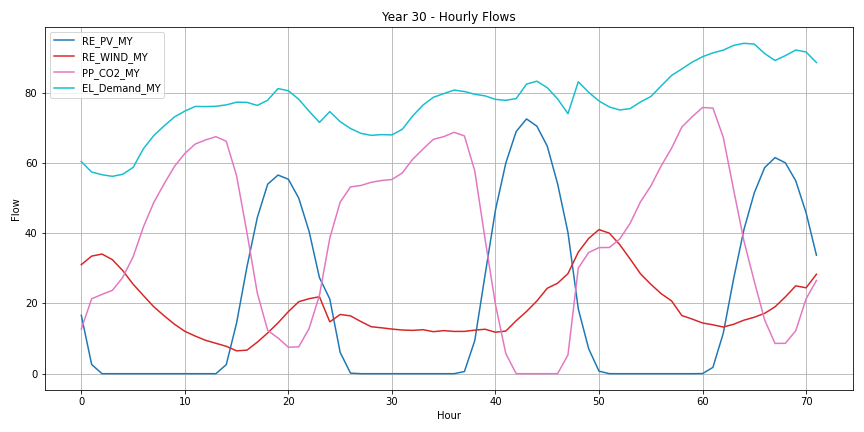 Year 30 - Hourly Flows
RE_PV_MY
RE_WIND_MY
PP_CO2_MY
EL_Demand_MY
80
60
40
20
0
Flow
0 10 20 30 40 50 60 70
Hour